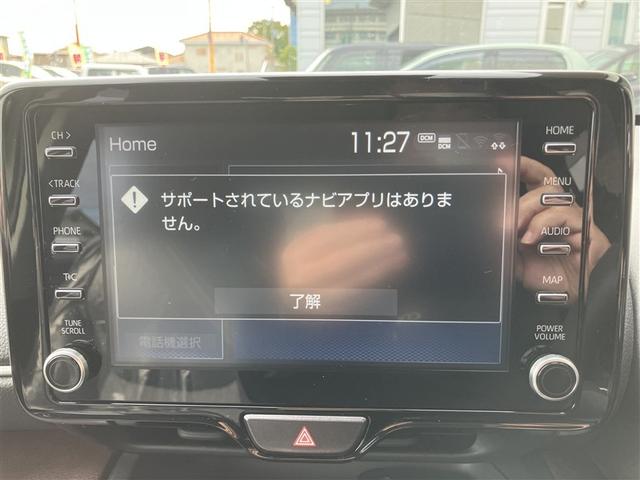 CH >
< TRACK
PHONE
T&C
TUNE
SCROLL
Home
11:27
DCM
DCM
サポートされているナビアプリはありま
せん。
了解
電話機選択
HOME
MENU
AUDIO
MAP
POWER
VOLUME